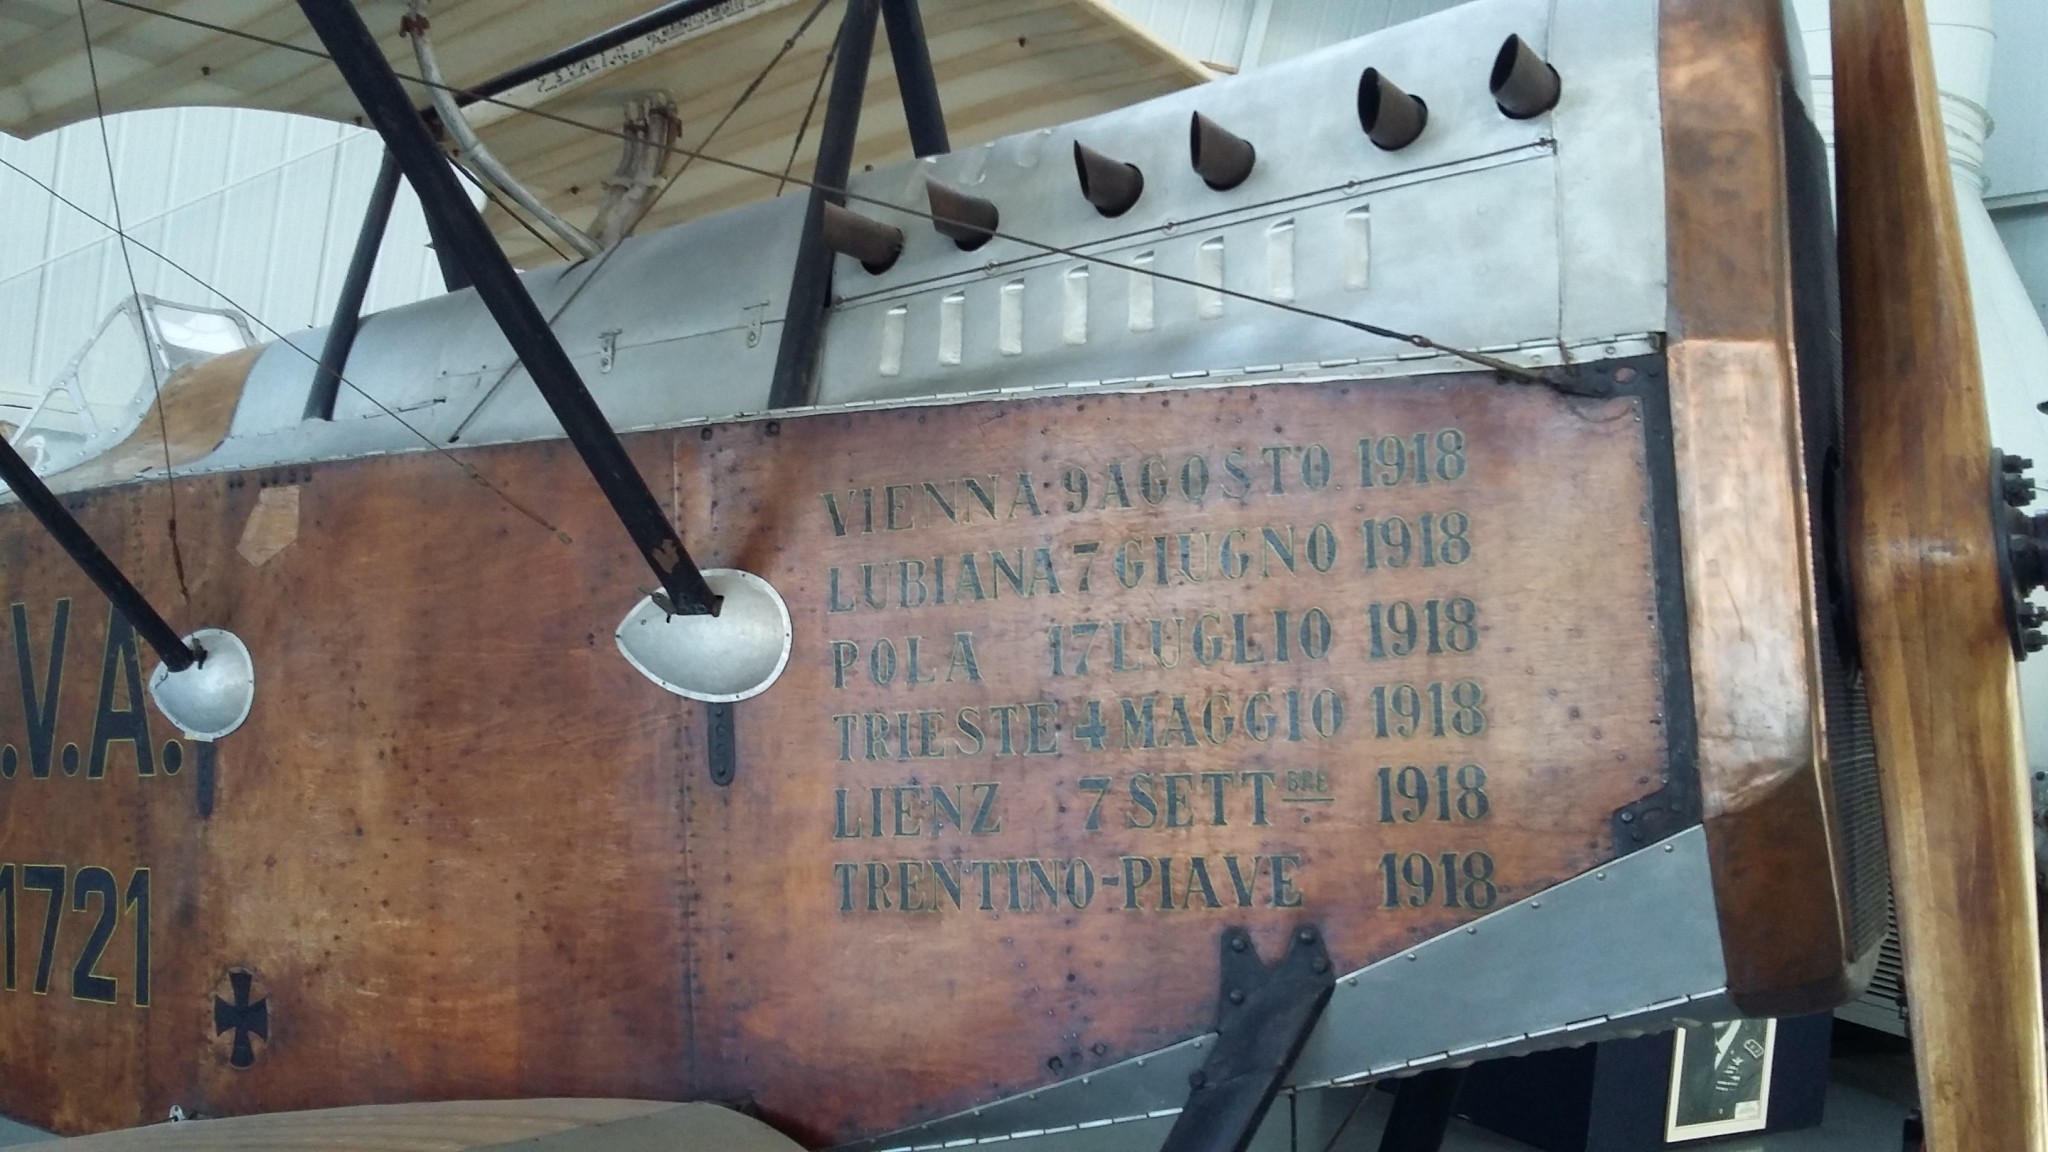 VIENNA 9 AGOSTO 1918
LUBIANA 7 GIUGNO 1918
POLA 17 LUGLIO 1918
TRIESTE 4 MAGGIO 1918
LIENZ 7 SETTBRE 1918
TRENTINO-PIAVE 1918
.V.A.
1721